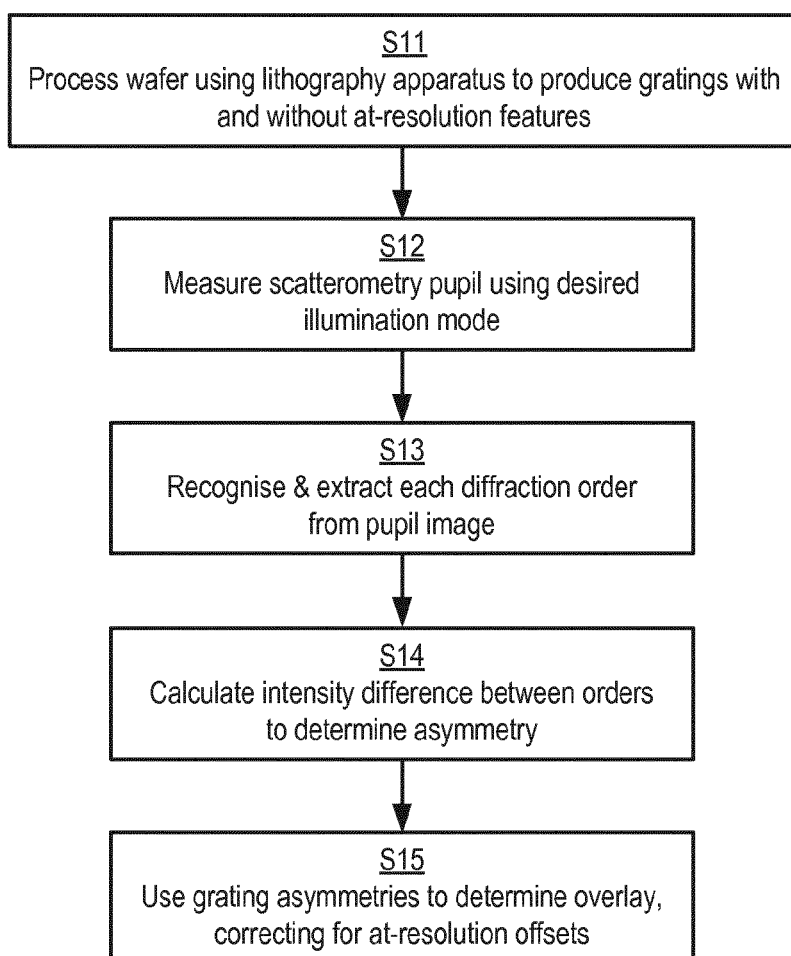 S11
Process wafer using lithography apparatus to produce gratings with
and without at-resolution features
S12
Measure scatterometry pupil using desired
illumination mode
S13
Recognise & extract each diffraction order
from pupil image
S14
Calculate intensity difference between orders
to determine asymmetry
S15
Use grating asymmetries to determine overlay,
correcting for at-resolution offsets